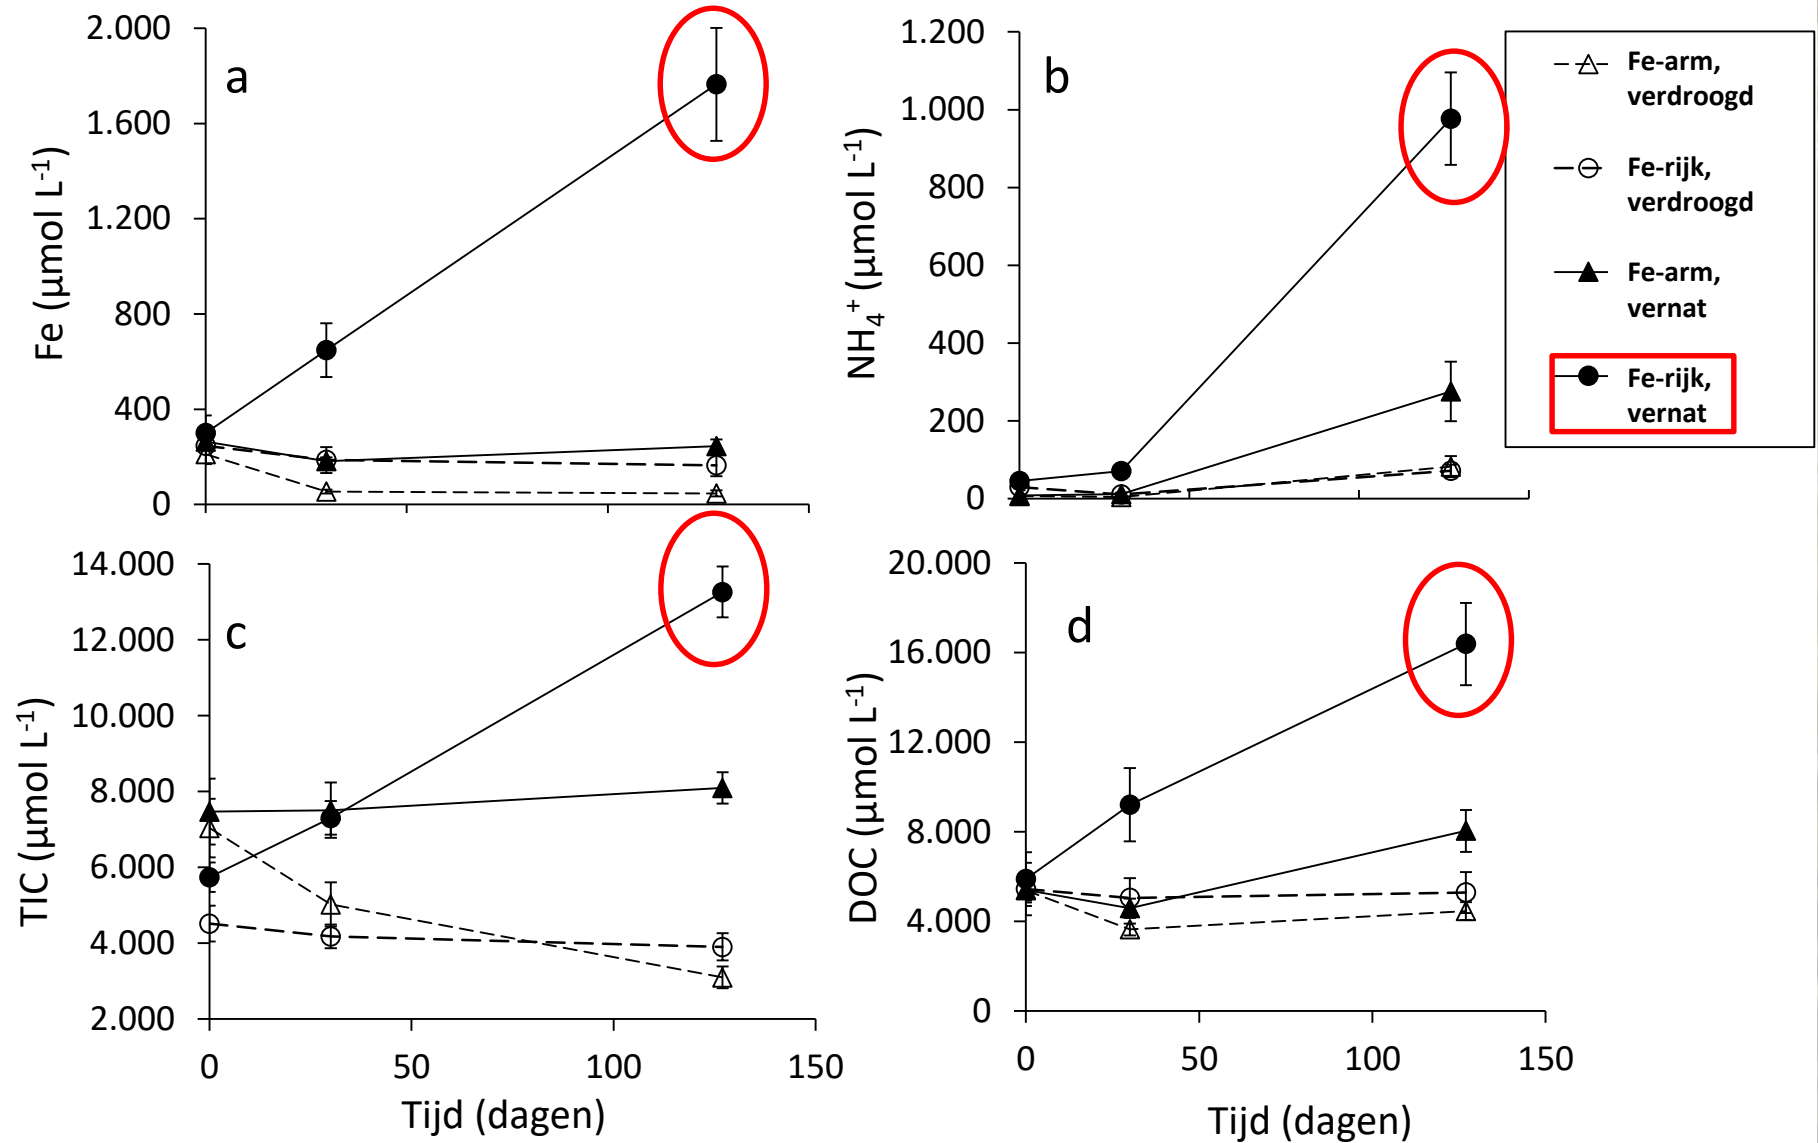 a
Fe (µmol L-1)
2.000
1.600
1.200
800
400
0
b
NH4+ (µmol L-1)
1.200
1.000
800
600
400
200
0
Fe-arm,
verdroogd
Fe-rijk,
verdroogd
Fe-arm,
vernat
Fe-rijk,
vernat
c
TIC (µmol L-1)
14.000
12.000
10.000
8.000
6.000
4.000
2.000
0 50 100 150
Tijd (dagen)
d
DOC (µmol L-1)
20.000
16.000
12.000
8.000
4.000
0
0 50 100 150
Tijd (dagen)